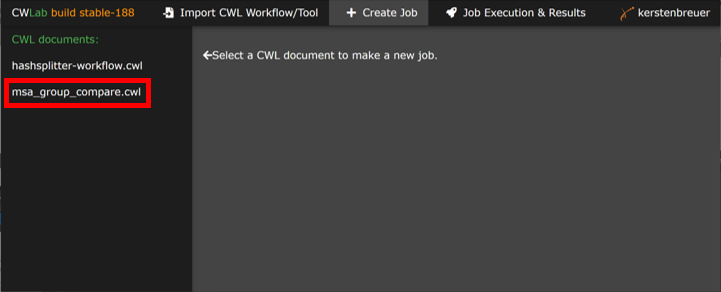 CWLab build stable-188 Import CWL Workflow/Tool Create Job Job Execution & Results kerstenbreuer
CWL documents:
hashsplitter-workflow.cwl
msa_group_compare.cwl
Select a CWL document to make a new job.